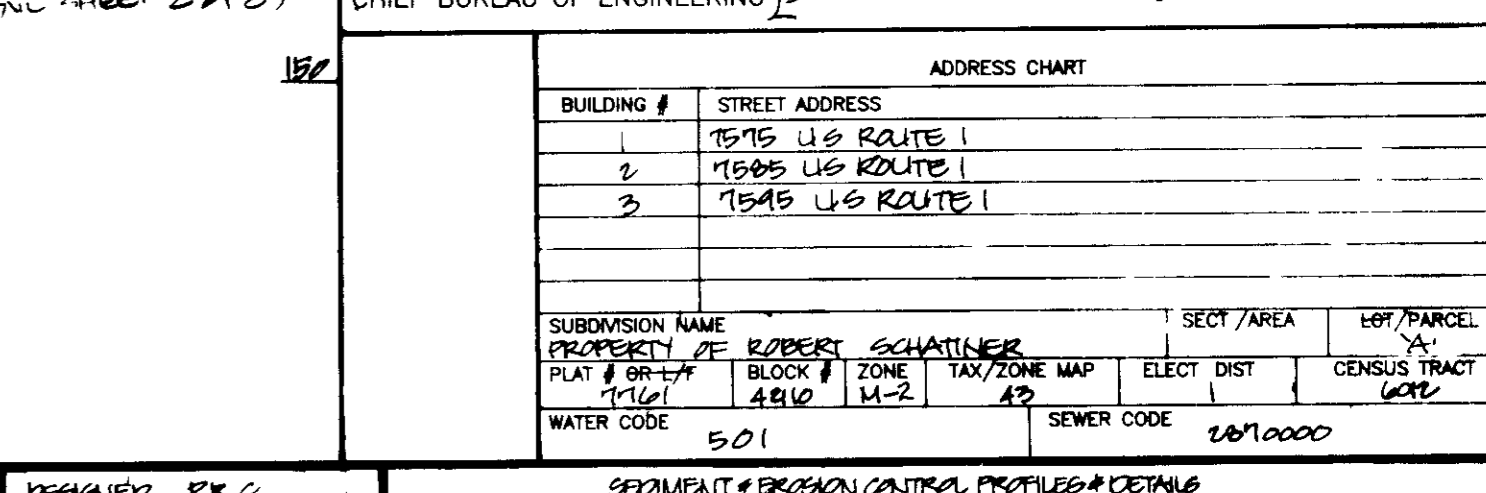 CHIEF BUREAU OF ENGINEERING
150
ADDRESS CHART
BUILDING # STREET ADDRESS
1 7575 US ROUTE 1
2 7585 US ROUTE 1
3 7595 US ROUTE 1
SUBDIVISION NAME SECT /AREA LOT/PARCEL
PROPERTY OF ROBERT SCHATINER 'A'
PLAT # OR L/F BLOCK # ZONE TAX/ZONE MAP ELECT DIST CENSUS TRACT
7761 M-2 43 1 6012
WATER CODE 501 SEWER CODE 2870000
DESIGNED SEDIMENT & EROSION CONTROL PROFILES & DETAILS